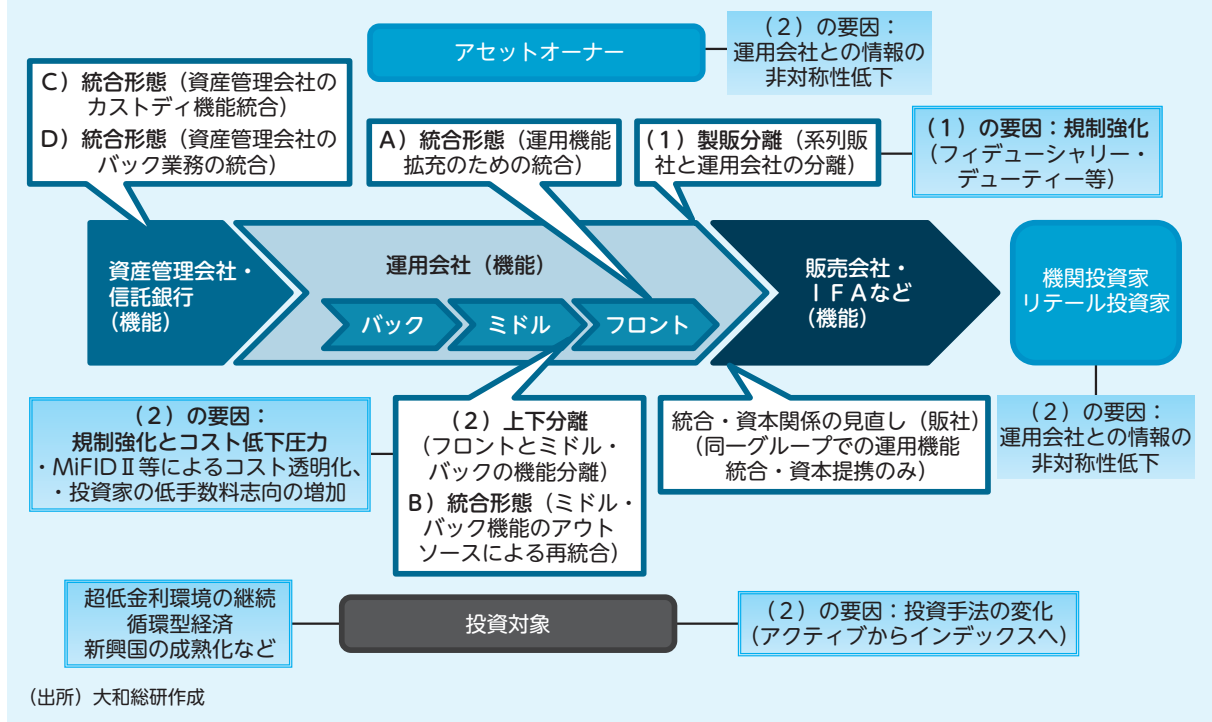 アセットオーナー
（２）の要因：
運用会社との情報の
非対称性低下
C）統合形態（資産管理会社の
カストディ機能統合）
D）統合形態（資産管理会社の
バック業務の統合）
A）統合形態（運用機能
拡充のための統合）
（１）製販分離（系列販
社と運用会社の分離）
（１）の要因：規制強化
（フィデューシャリー・
デューティー等）
資産管理会社・
信託銀行
（機能）
運用会社（機能）
バック
ミドル
フロント
販売会社・
ＩＦＡなど
（機能）
機関投資家
リテール投資家
（２）の要因：
規制強化とコスト低下圧力
・MiFIDⅡ等によるコスト透明化、
・投資家の低手数料志向の増加
（２）上下分離
（フロントとミドル・
バックの機能分離）
B）統合形態（ミドル・
バック機能のアウト
ソースによる再統合）
統合・資本関係の見直し（販社）
（同一グループでの運用機能
統合・資本提携のみ）
（２）の要因：
運用会社との情報の
非対称性低下
超低金利環境の継続
循環型経済
新興国の成熟化など
投資対象
（２）の要因：投資手法の変化
（アクティブからインデックスへ）
（出所）大和総研作成